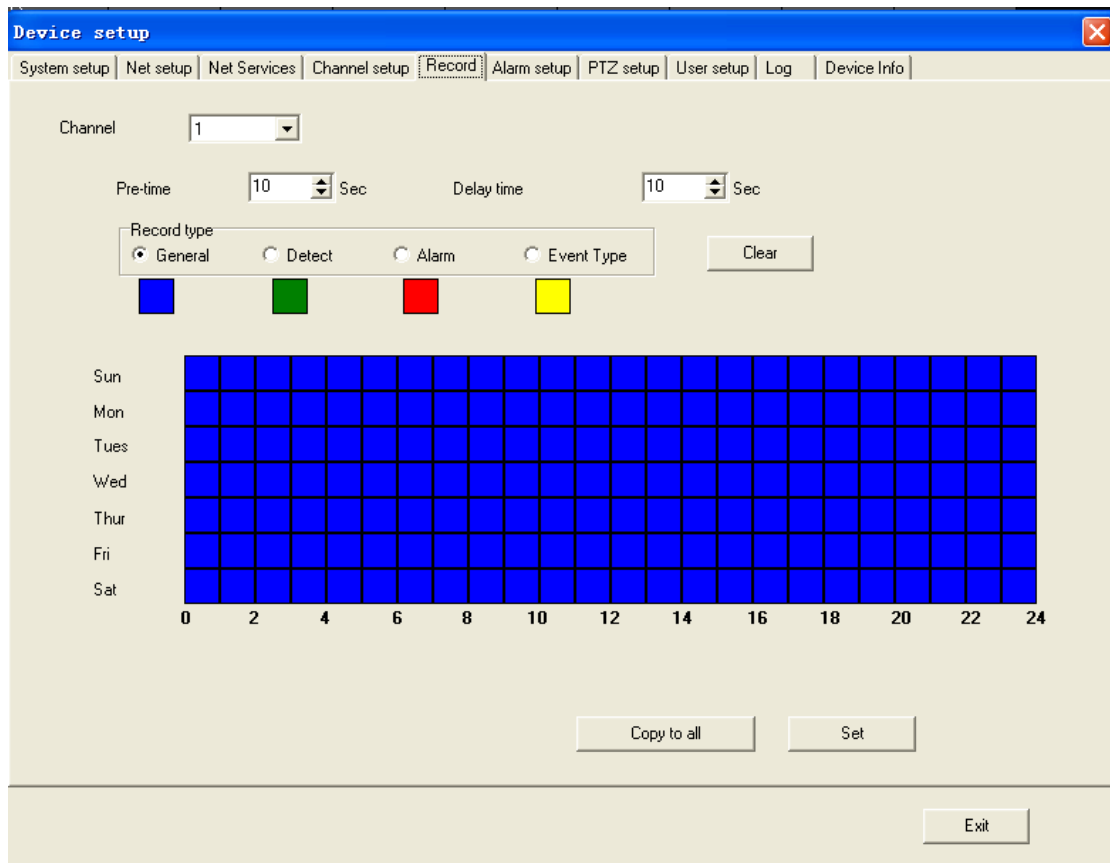 Device setup
System setup Net setup Net Services Channel setup Record Alarm setup PTZ setup User setup Log Device Info
Channel 1
Pre-time 10 Sec Delay time 10 Sec
Record type
General Detect Alarm Event Type Clear
Sun
Mon
Tues
Wed
Thur
Fri
Sat
0 2 4 6 8 10 12 14 16 18 20 22 24
Copy to all Set
Exit